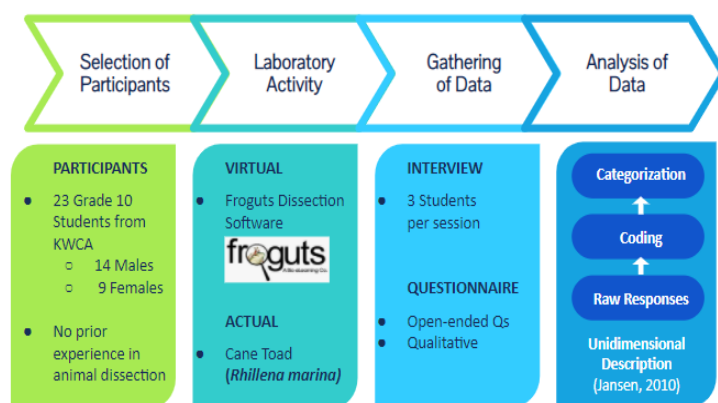 Selection of
Participants
Laboratory
Activity
Gathering
of Data
Analysis of
Data
PARTICIPANTS
● 23 Grade 10
Students from
KWCA
○ 14 Males
○ 9 Females
● No prior
experience in
animal dissection
VIRTUAL
● Froguts Dissection
Software
froguts
ACTUAL
● Cane Toad
(Rhillena marina)
INTERVIEW
● 3 Students
per session
QUESTIONNAIRE
● Open-ended Qs
● Qualitative
Categorization
Coding
Raw Responses
Unidimensional
Description
(Jansen, 2010)